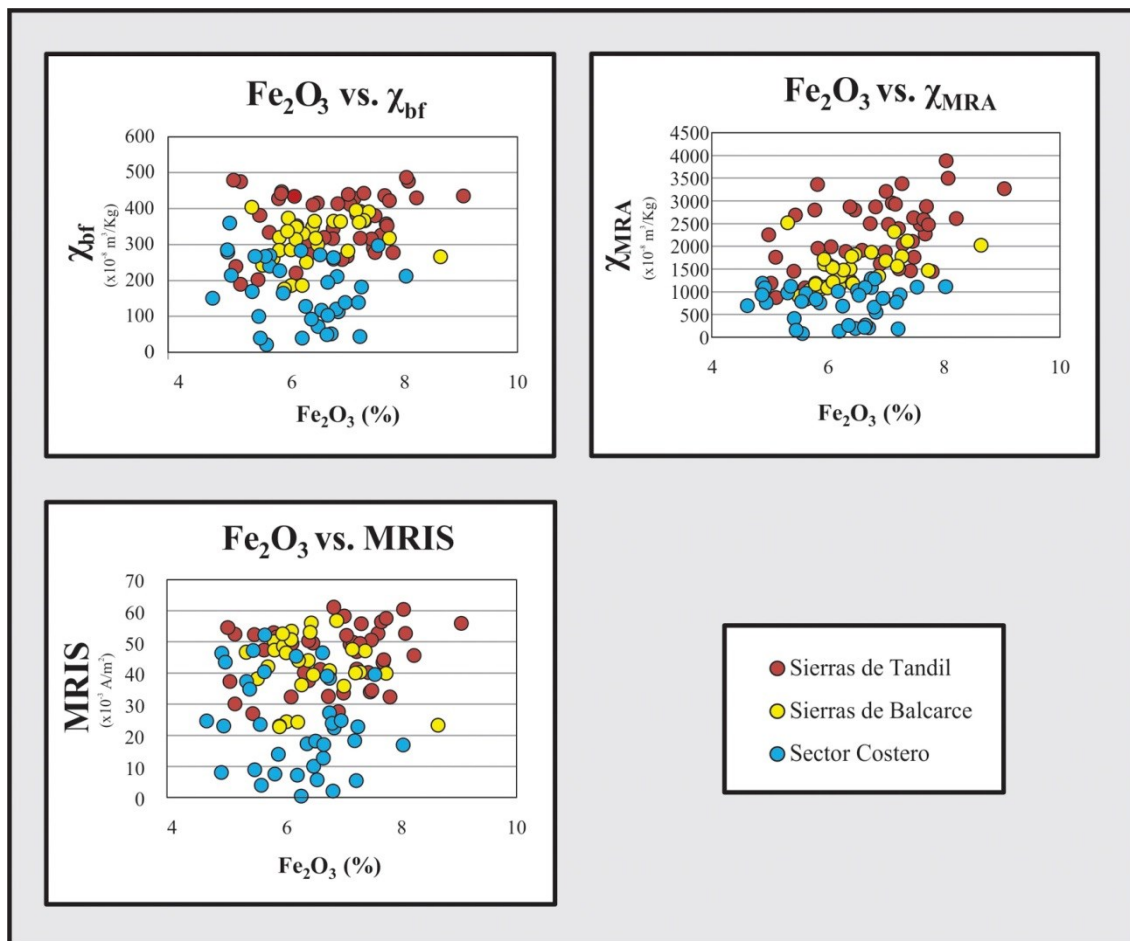 Fe₂O₃ vs. χbf
600
500
400
300
200
100
0
χbf
(x10⁻⁸ m³/Kg)
4 6 8 10
Fe₂O₃ (%)
Fe₂O₃ vs. χMRA
4500
4000
3500
3000
2500
2000
1500
1000
500
0
χMRA
(x10⁻⁸ m³/Kg)
4 6 8 10
Fe₂O₃ (%)
Fe₂O₃ vs. MRIS
70
60
50
40
30
20
10
0
MRIS
(x10⁻³ A/m²)
4 6 8 10
Fe₂O₃ (%)
Sierras de Tandil
Sierras de Balcarce
Sector Costero